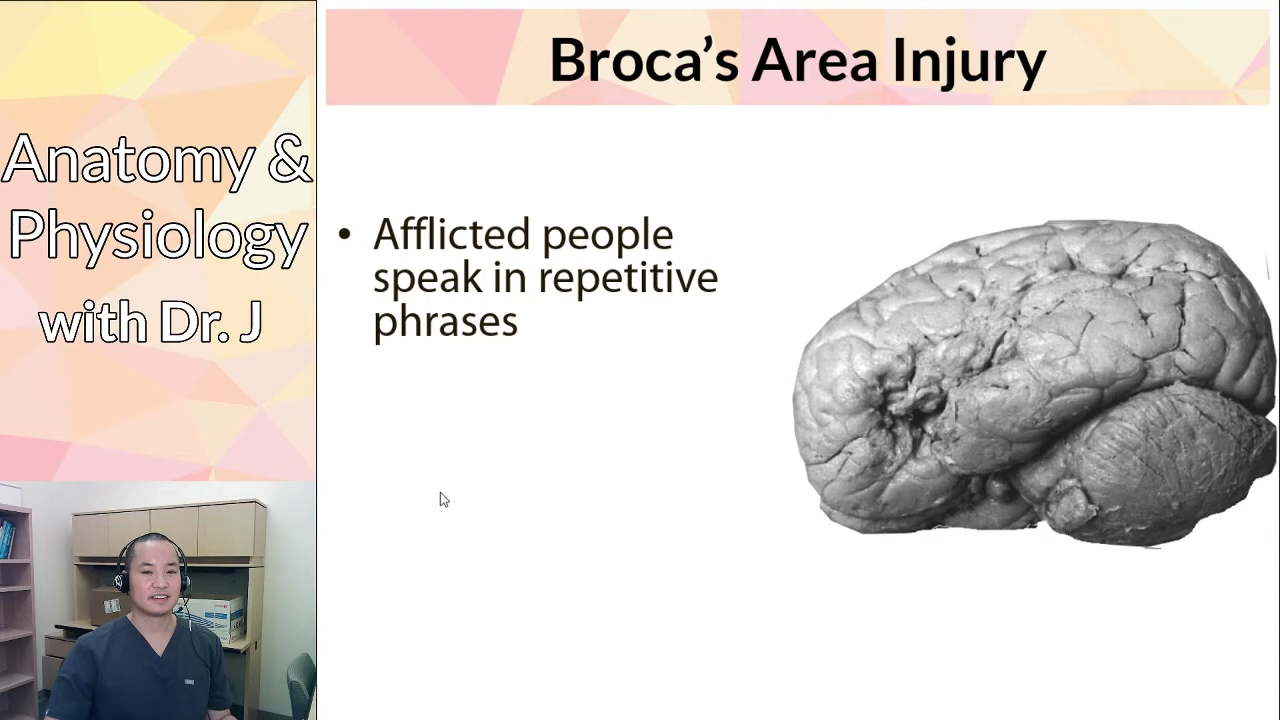 Anatomy &
Physiology
with Dr. J
Broca’s Area Injury
• Afflicted people
speak in repetitive
phrases